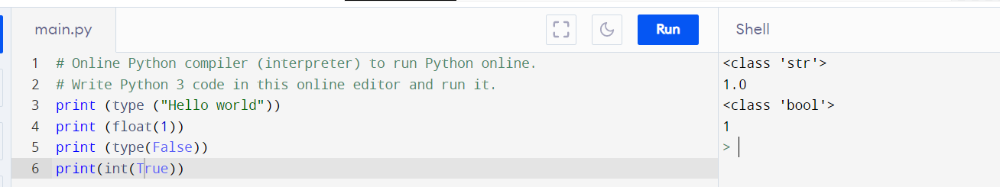 main.py
Run
Shell
1 # Online Python compiler (interpreter) to run Python online.
2 # Write Python 3 code in this online editor and run it.
3 print (type ("Hello world"))
4 print (float(1))
5 print (type(False))
6 print(int(True))
<class 'str'>
1.0
<class 'bool'>
1
>